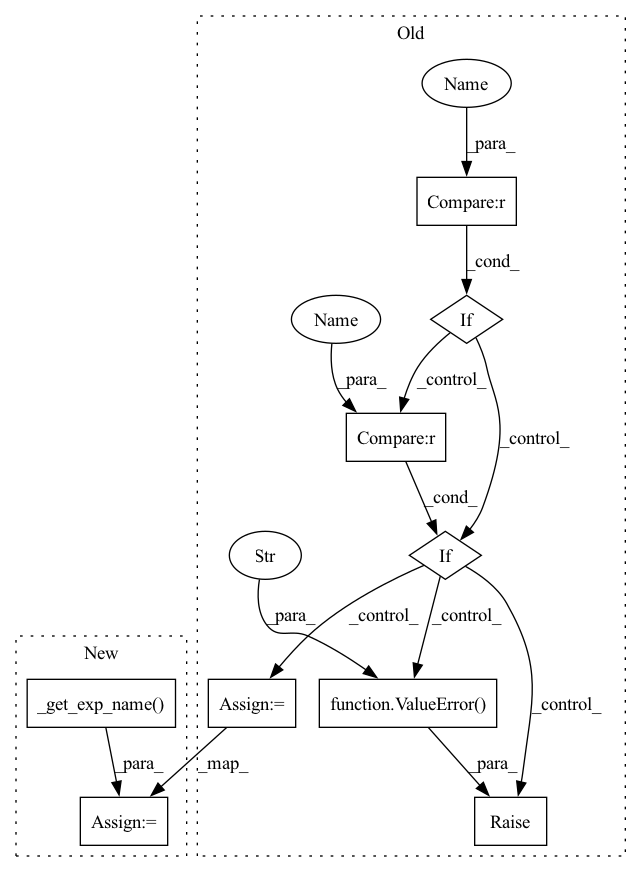 Old
Name
_para_
Compare:r
_cond_
Name
If
_para_
_control_
Compare:r
_control_
_cond_
Str
If
_para_
_control_
_control_
New
_get_exp_name()
Assign:=
function.ValueError()
_control_
_para_
_map_
_para_
Assign:=
Raise